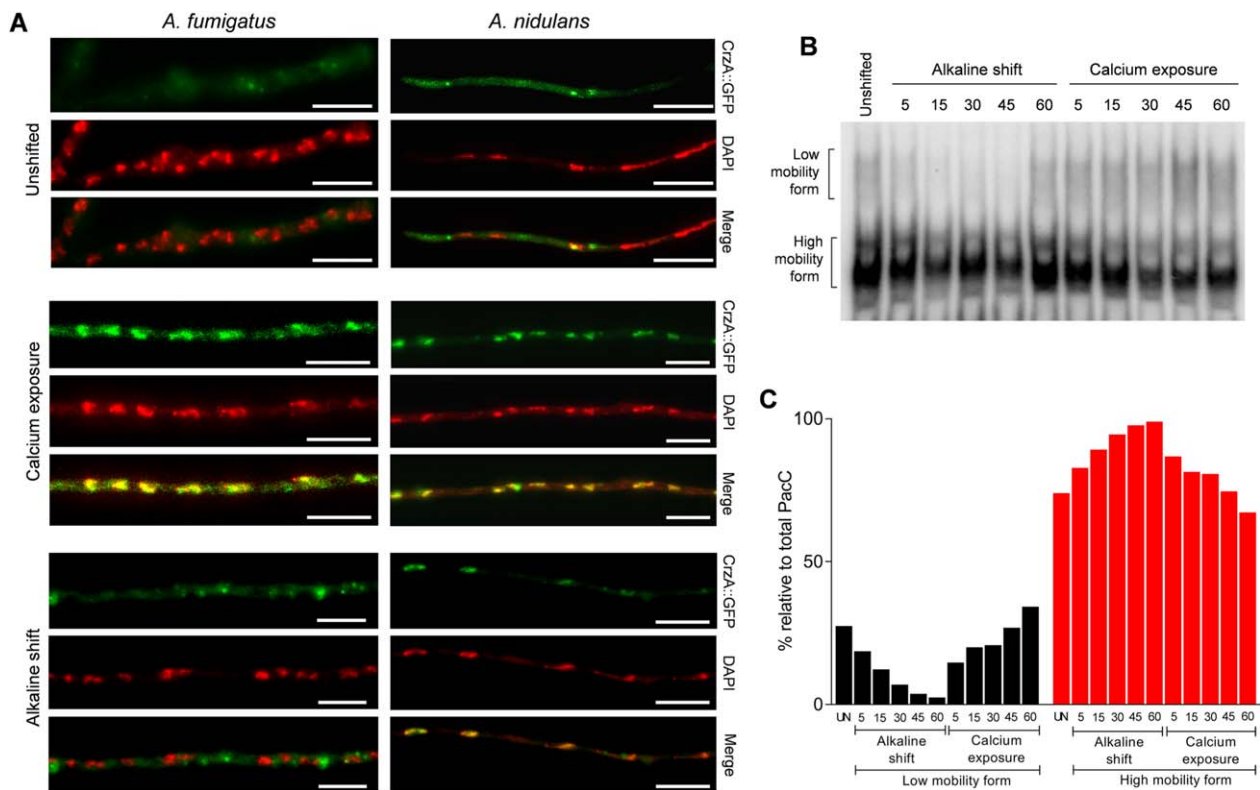 A
A. fumigatus
A. nidulans
Unshifted
CrzA::GFP
DAPI
Merge
Calcium exposure
CrzA::GFP
DAPI
Merge
Alkaline shift
CrzA::GFP
DAPI
Merge
B
Unshifted
Alkaline shift
Calcium exposure
5 15 30 45 60 5 15 30 45 60
Low
mobility
form
High
mobility
form
C
% relative to total PacC
100
50
0
UN 5 15 30 45 60 5 15 30 45 60 UN 5 15 30 45 60 5 15 30 45 60
Alkaline
shift
Calcium
exposure
Alkaline
shift
Calcium
exposure
Low mobility form
High mobility form